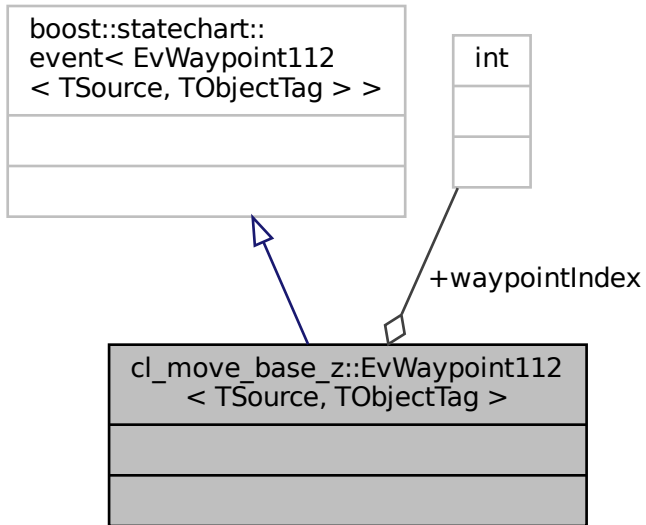 boost::statechart::
event< EvWaypoint112
< TSource, TObjectTag > >
int
+waypointIndex
cl_move_base_z::EvWaypoint112
< TSource, TObjectTag >